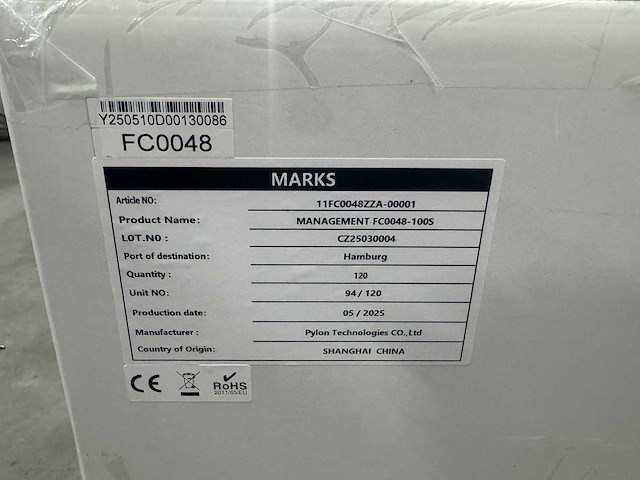 Y250510D00130086
FC0048
MARKS
Article NO: 11FC0048ZZA-00001
Product Name: MANAGEMENT FC0048-100S
LOT.NO : CZ25030004
Port of destination: Hamburg
Quantity : 120
Unit NO: 94 / 120
Production date: 05 / 2025
Manufacturer : Pylon Technologies CO.,Ltd
Country of Origin: SHANGHAI CHINA
CE RoHS
2011/65/EU